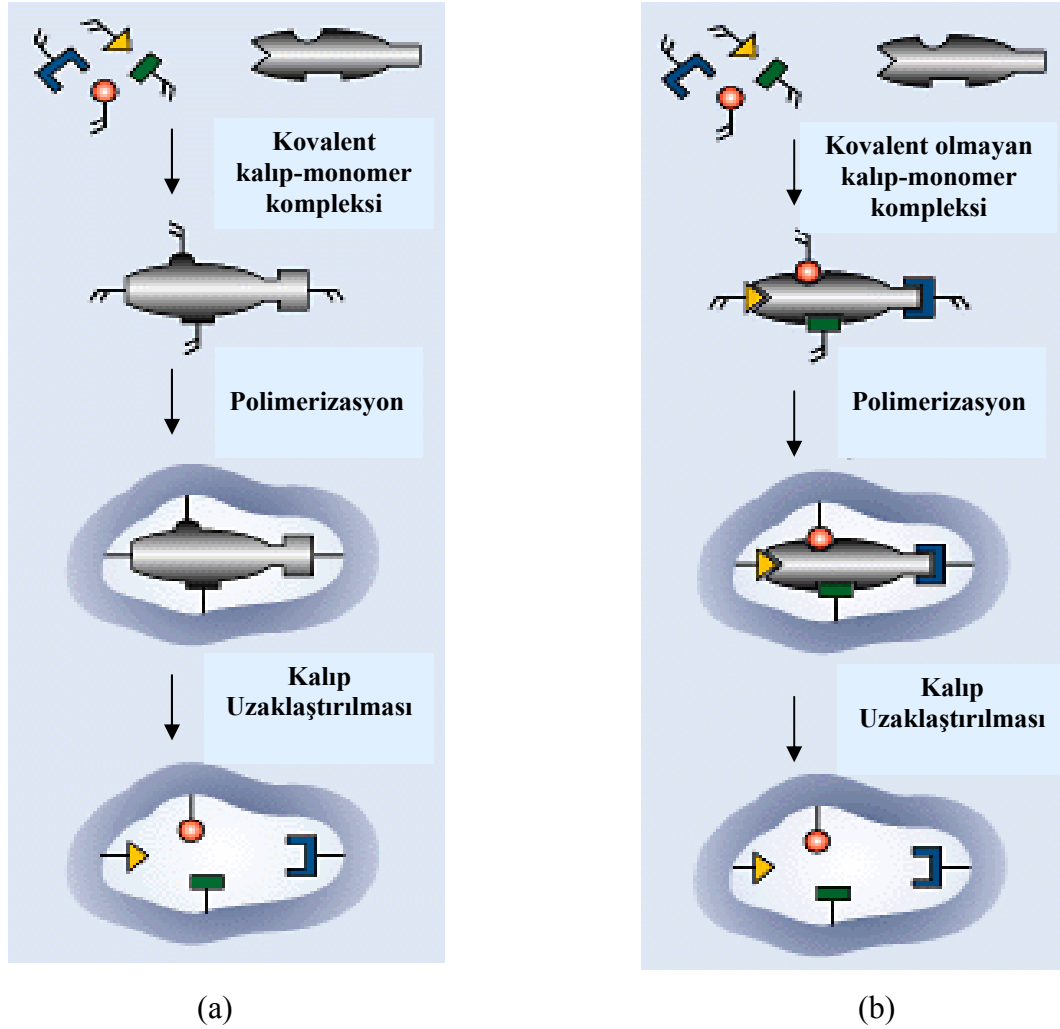 Kovalent
kalıp-monomer
kompleksi
Polimerizasyon
Kalıp
Uzaklaştırılması
(a)
Kovalent olmayan
kalıp-monomer
kompleksi
Polimerizasyon
Kalıp
Uzaklaştırılması
(b)